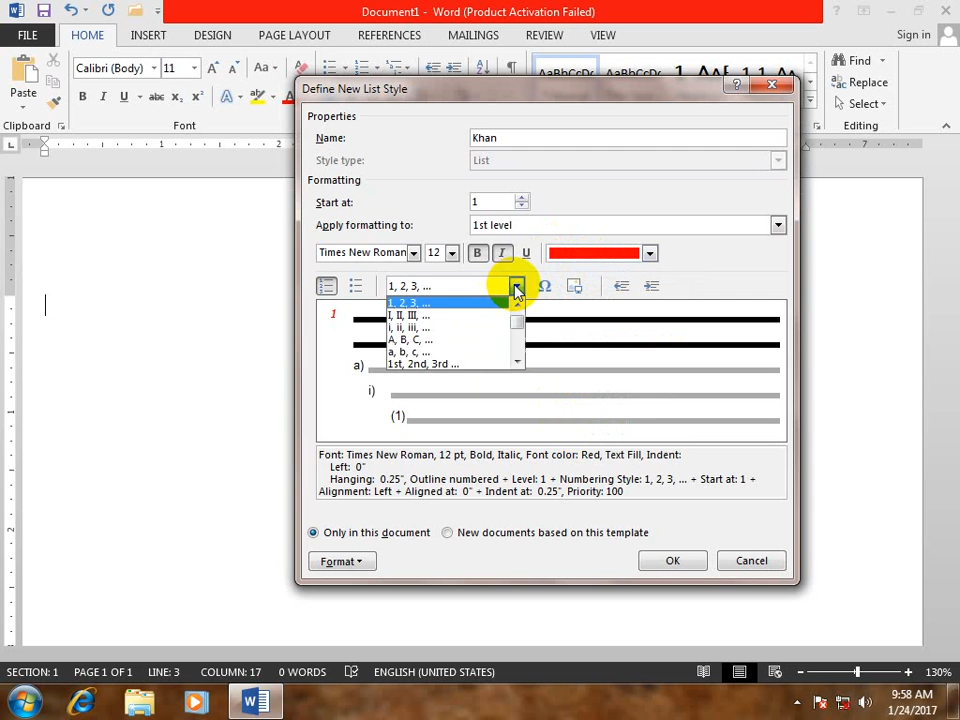 Document1 - Word (Product Activation Failed)
FILE HOME INSERT DESIGN PAGE LAYOUT REFERENCES MAILINGS REVIEW VIEW Sign in
Calibri (Body) 11 Aa
Paste
B I U abc x₂ x² A A
Find
Replace
Select
Clipboard Font Editing
Define New List Style
Properties
Name: Khan
Style type: List
Formatting
Start at: 1
Apply formatting to: 1st level
Times New Roman 12 B I U
1, 2, 3, ...
1, 2, 3, ...
I, II, III, ...
i, ii, iii, ...
A, B, C, ...
a, b, c, ...
1st, 2nd, 3rd ...
1
a)
i)
(1)
Font: Times New Roman, 12 pt, Bold, Italic, Font color: Red, Text Fill, Indent:
Left: 0"
Hanging: 0.25", Outline numbered + Level: 1 + Numbering Style: 1, 2, 3, ... + Start at: 1 +
Alignment: Left + Aligned at: 0" + Indent at: 0.25", Priority: 100
Only in this document New documents based on this template
Format OK Cancel
SECTION: 1 PAGE 1 OF 1 LINE: 3 COLUMN: 17 0 WORDS ENGLISH (UNITED STATES) 130%
9:58 AM
1/24/2017